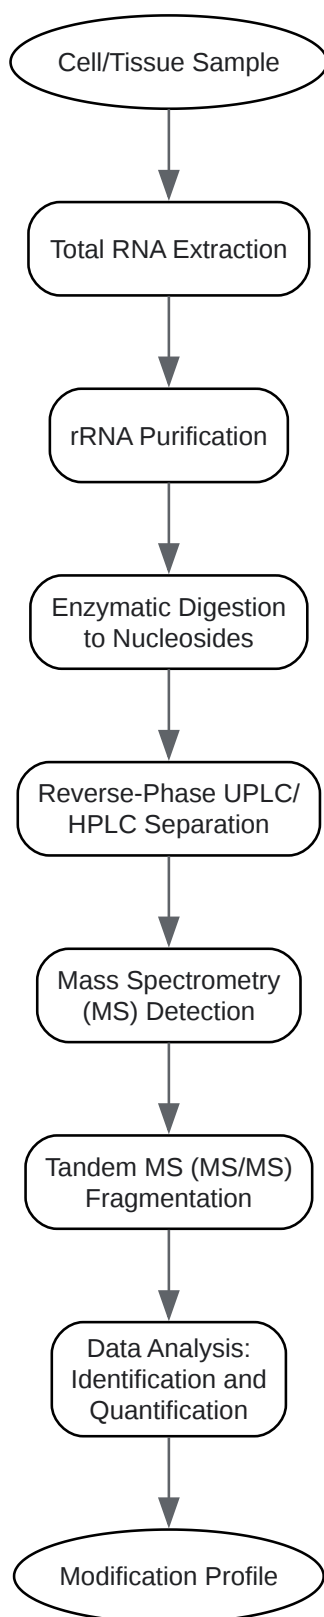 Cell/Tissue Sample
Total RNA Extraction
rRNA Purification
Enzymatic Digestion
to Nucleosides
Reverse-Phase UPLC/
HPLC Separation
Mass Spectrometry
(MS) Detection
Tandem MS (MS/MS)
Fragmentation
Data Analysis:
Identification and
Quantification
Modification Profile